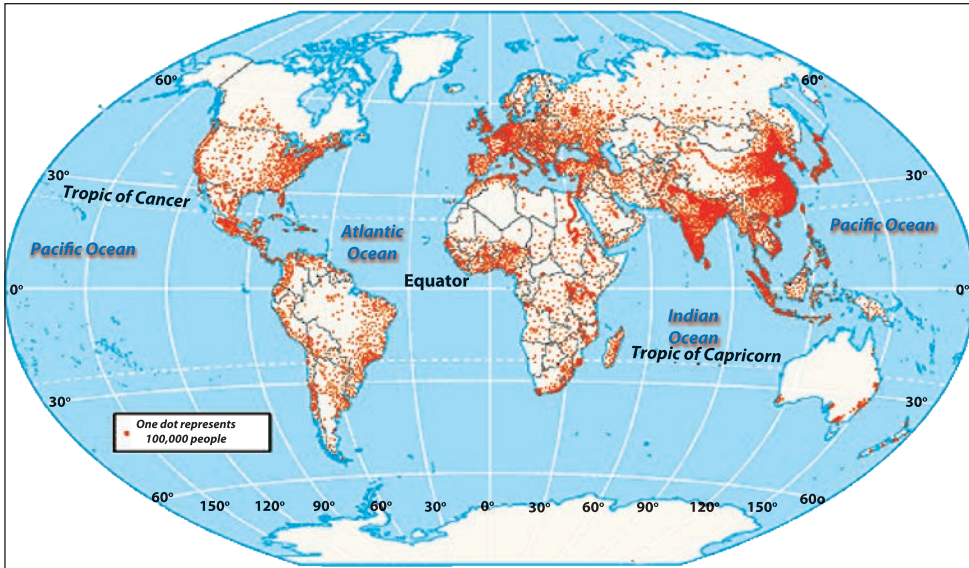 60°
60°
30°
30°
Tropic of Cancer
Pacific Ocean
Atlantic
Ocean
Pacific Ocean
Equator
0°
0°
Indian
Ocean
Tropic of Capricorn
30°
30°
One dot represents
100,000 people
60°
150° 120° 90° 60° 0° 30° 60° 90° 120° 150°
60o